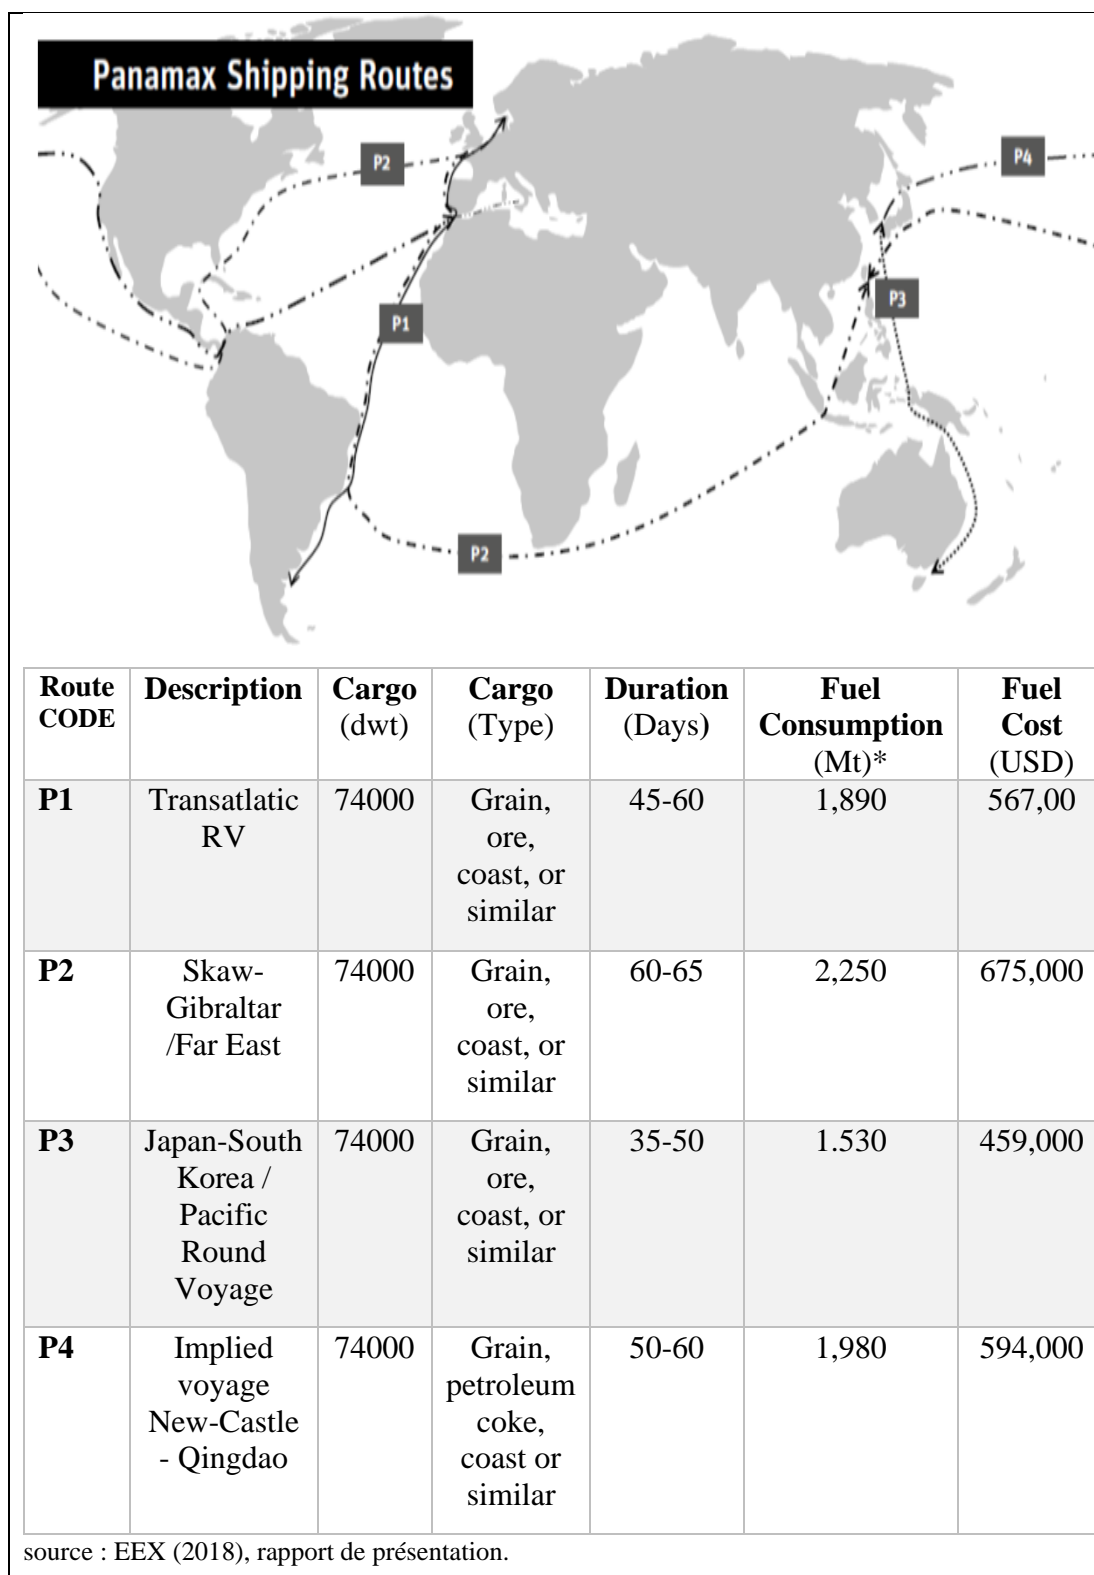 Panamax Shipping Routes
P2
P4
P3
P1
P2
Route CODE
Description
Cargo (dwt)
Cargo (Type)
Duration (Days)
Fuel Consumption (Mt)*
Fuel Cost (USD)
P1
Transatlatic
RV
74000
Grain,
ore,
coast, or
similar
45-60
1,890
567,00
P2
Skaw-
Gibraltar
/Far East
74000
Grain,
ore,
coast, or
similar
60-65
2,250
675,000
P3
Japan-South
Korea /
Pacific
Round
Voyage
74000
Grain,
ore,
coast, or
similar
35-50
1.530
459,000
P4
Implied
voyage
New-Castle
- Qingdao
74000
Grain,
petroleum
coke,
coast or
similar
50-60
1,980
594,000
source : EEX (2018), rapport de présentation.